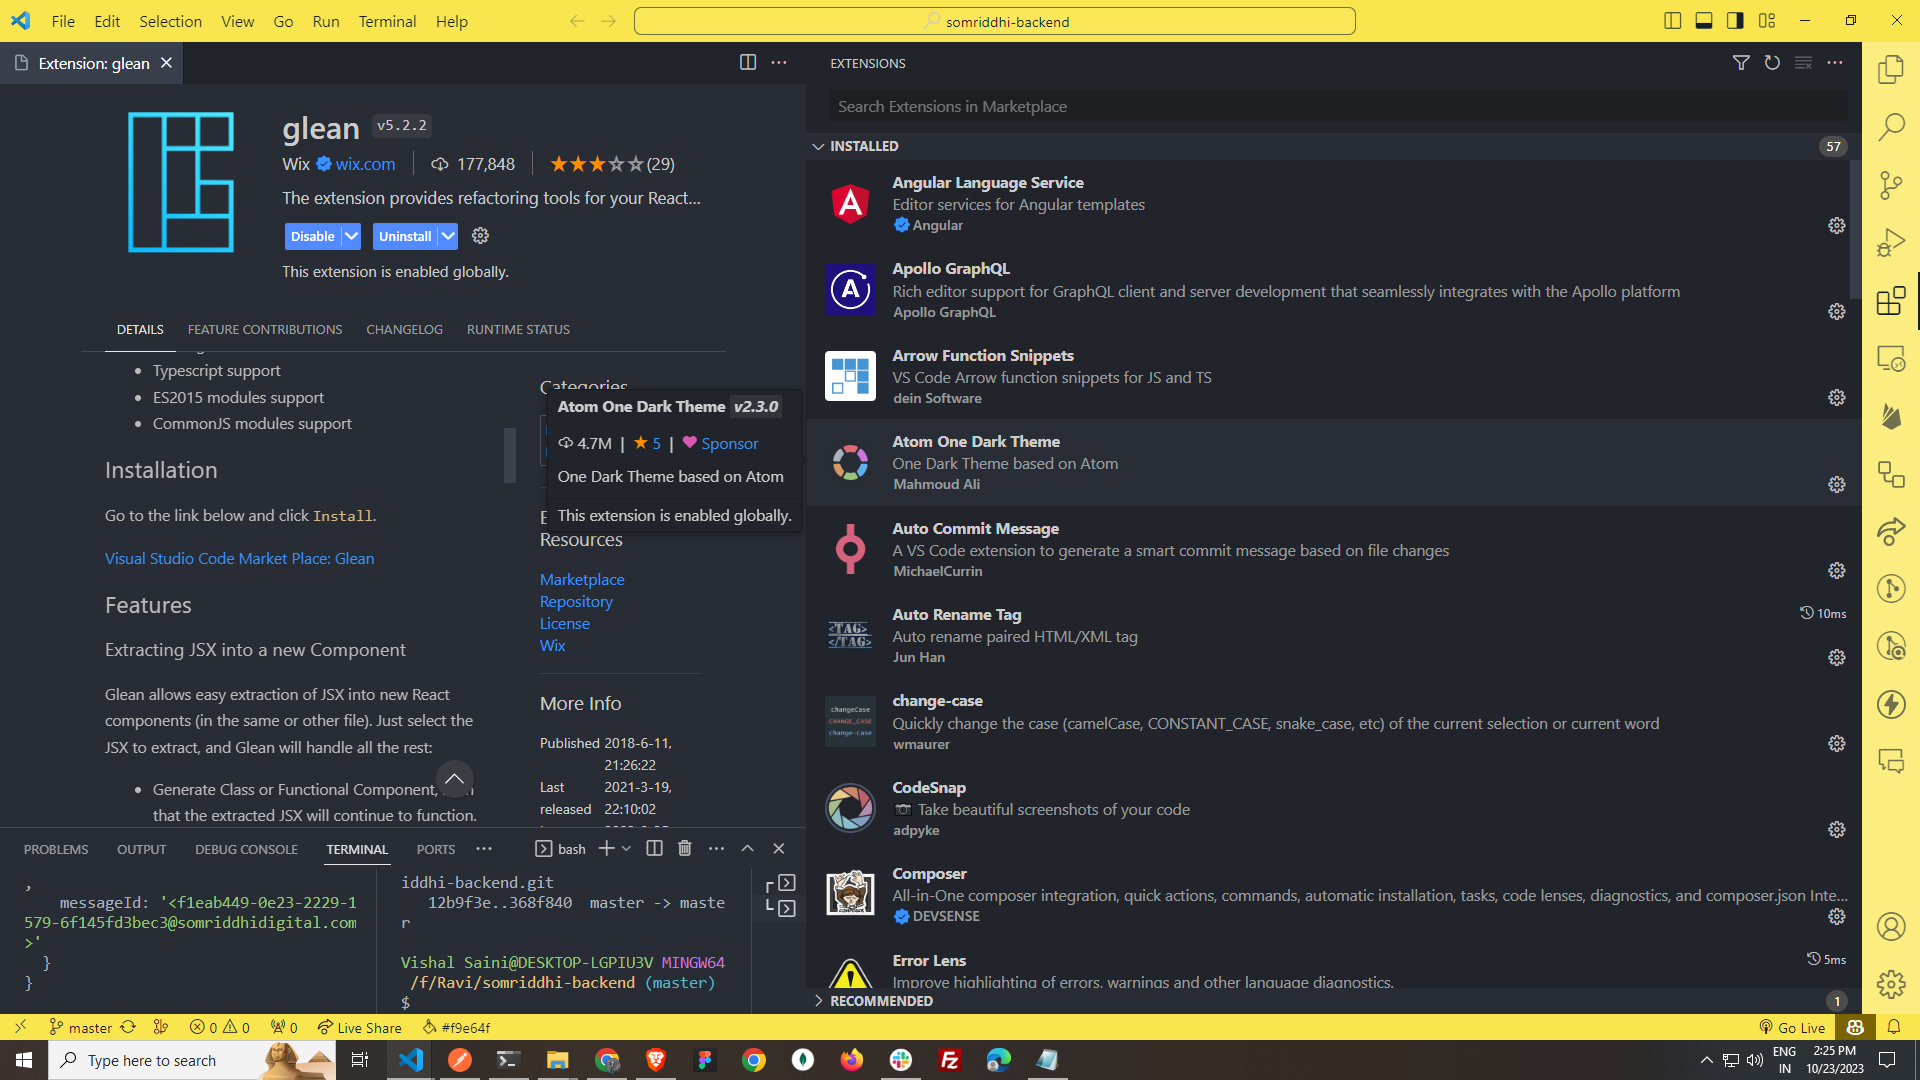 File Edit Selection View Go Run Terminal Help
somriddhi-backend
Extension: glean
glean v5.2.2
Wix wix.com 177,848 (29)
The extension provides refactoring tools for your React...
Disable Uninstall
This extension is enabled globally.
DETAILS FEATURE CONTRIBUTIONS CHANGELOG RUNTIME STATUS
Typescript support
ES2015 modules support
CommonJS modules support
Installation
Go to the link below and click Install.
Visual Studio Code Market Place: Glean
Features
Extracting JSX into a new Component
Glean allows easy extraction of JSX into new React
components (in the same or other file). Just select the
JSX to extract, and Glean will handle all the rest:
Generate Class or Functional Component,
that the extracted JSX will continue to function.
Categories
Atom One Dark Theme v2.3.0
4.7M | 5 | Sponsor
One Dark Theme based on Atom
This extension is enabled globally.
Resources
Marketplace
Repository
License
Wix
More Info
Published 2018-6-11,
21:26:22
Last 2021-3-19,
released 22:10:02
PROBLEMS OUTPUT DEBUG CONSOLE TERMINAL PORTS
bash
,
messageId: '<f1eab449-0e23-2229-1
579-6f145fd3bec3@somriddhidigital.com
>'
}
}
iddhi-backend.git
12b9f3e..368f840 master -> maste
r
Vishal Saini@DESKTOP-LGPIU3V MINGW64
/f/Ravi/somriddhi-backend (master)
$
EXTENSIONS
Search Extensions in Marketplace
INSTALLED 57
Angular Language Service
Editor services for Angular templates
Angular
Apollo GraphQL
Rich editor support for GraphQL client and server development that seamlessly integrates with the Apollo platform
Apollo GraphQL
Arrow Function Snippets
VS Code Arrow function snippets for JS and TS
dein Software
Atom One Dark Theme
One Dark Theme based on Atom
Mahmoud Ali
Auto Commit Message
A VS Code extension to generate a smart commit message based on file changes
MichaelCurrin
<TAG>
</TAG>
Auto Rename Tag 10ms
Auto rename paired HTML/XML tag
Jun Han
changeCase
CHANGE_CASE
change-case
change-case
Quickly change the case (camelCase, CONSTANT_CASE, snake_case, etc) of the current selection or current word
wmaurer
CodeSnap
Take beautiful screenshots of your code
adpyke
Composer
All-in-One composer integration, quick actions, commands, automatic installation, tasks, code lenses, diagnostics, and composer.json Inte...
DEVSENSE
Error Lens 5ms
Improve highlighting of errors, warnings and other language diagnostics.
RECOMMENDED 1
master 0 0 0 Live Share #f9e64f Go Live
Type here to search
ENG
IN
2:25 PM
10/23/2023